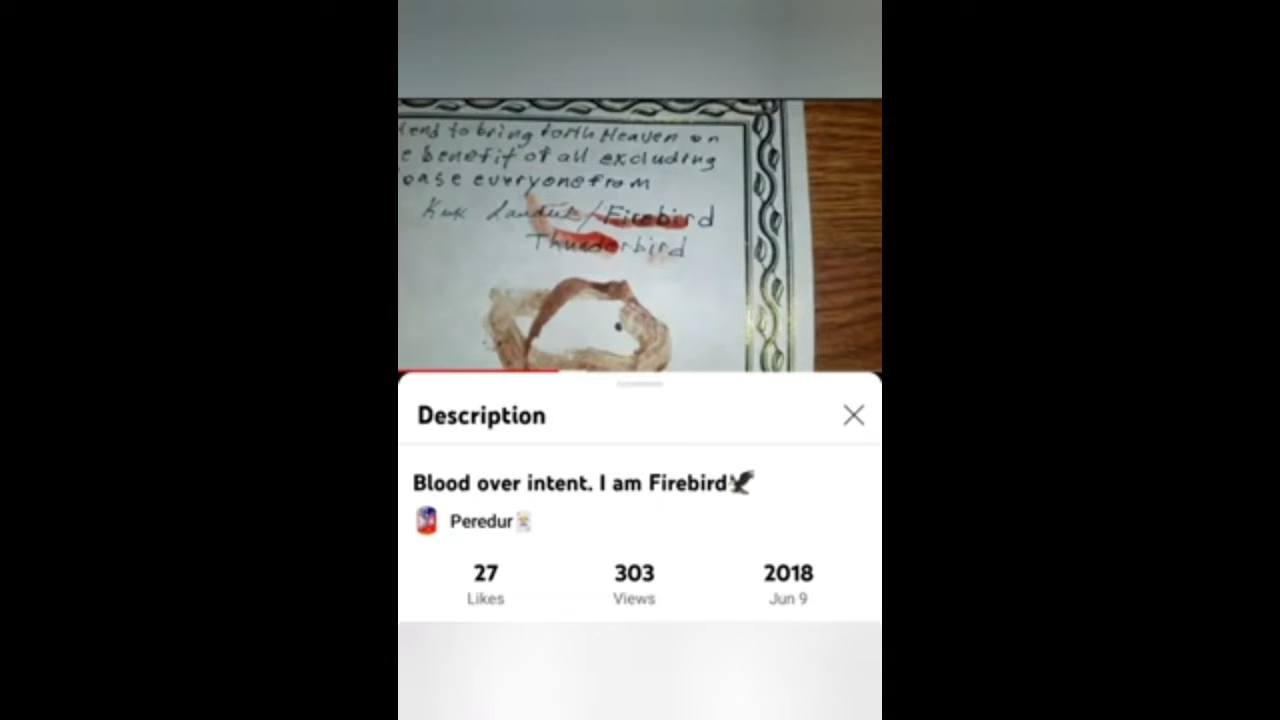 tend to bring forth Heaven on
e benefit of all excluding
ease everyone from
/Firebird
Thunderbird
Description
Blood over intent. I am Firebird
Peredur
27 303 2018
Likes Views Jun 9